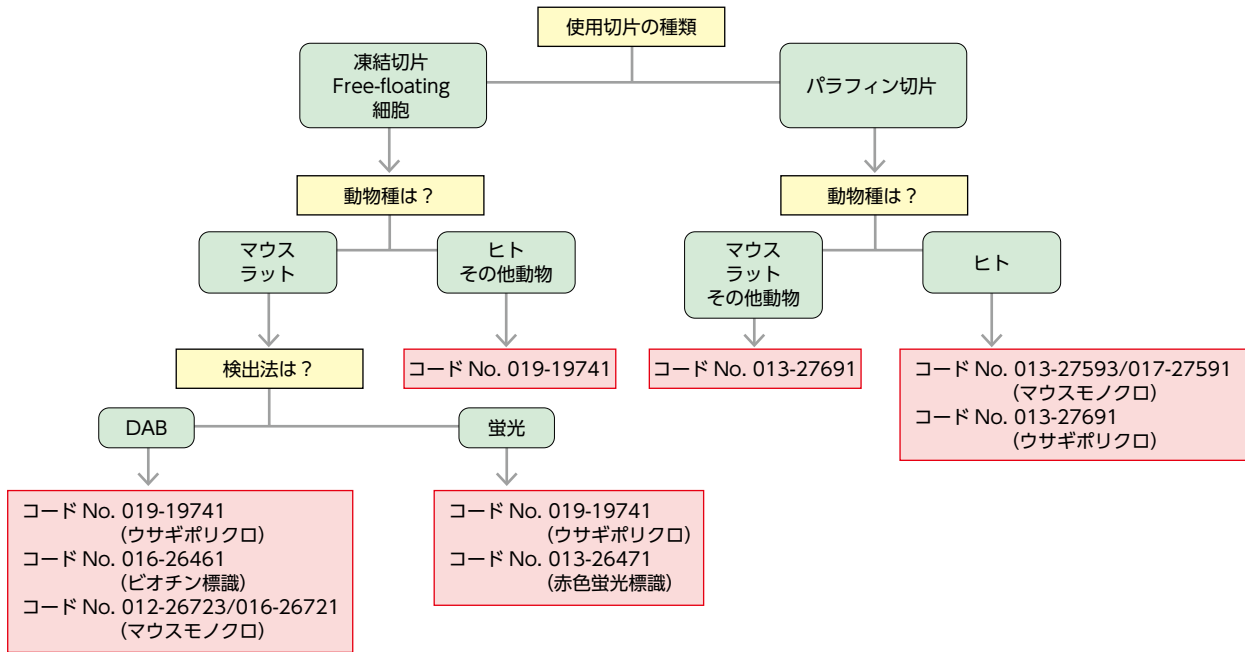 使用切片の種類
凍結切片
Free-floating
細胞
パラフィン切片
動物種は？
動物種は？
マウス
ラット
ヒト
その他動物
マウス
ラット
その他動物
ヒト
検出法は？
コード No. 019-19741
コード No. 013-27691
コード No. 013-27593/017-27591
（マウスモノクロ）
コード No. 013-27691
（ウサギポリクロ）
DAB
蛍光
コード No. 019-19741
（ウサギポリクロ）
コード No. 016-26461
（ビオチン標識）
コード No. 012-26723/016-26721
（マウスモノクロ）
コード No. 019-19741
（ウサギポリクロ）
コード No. 013-26471
（赤色蛍光標識）